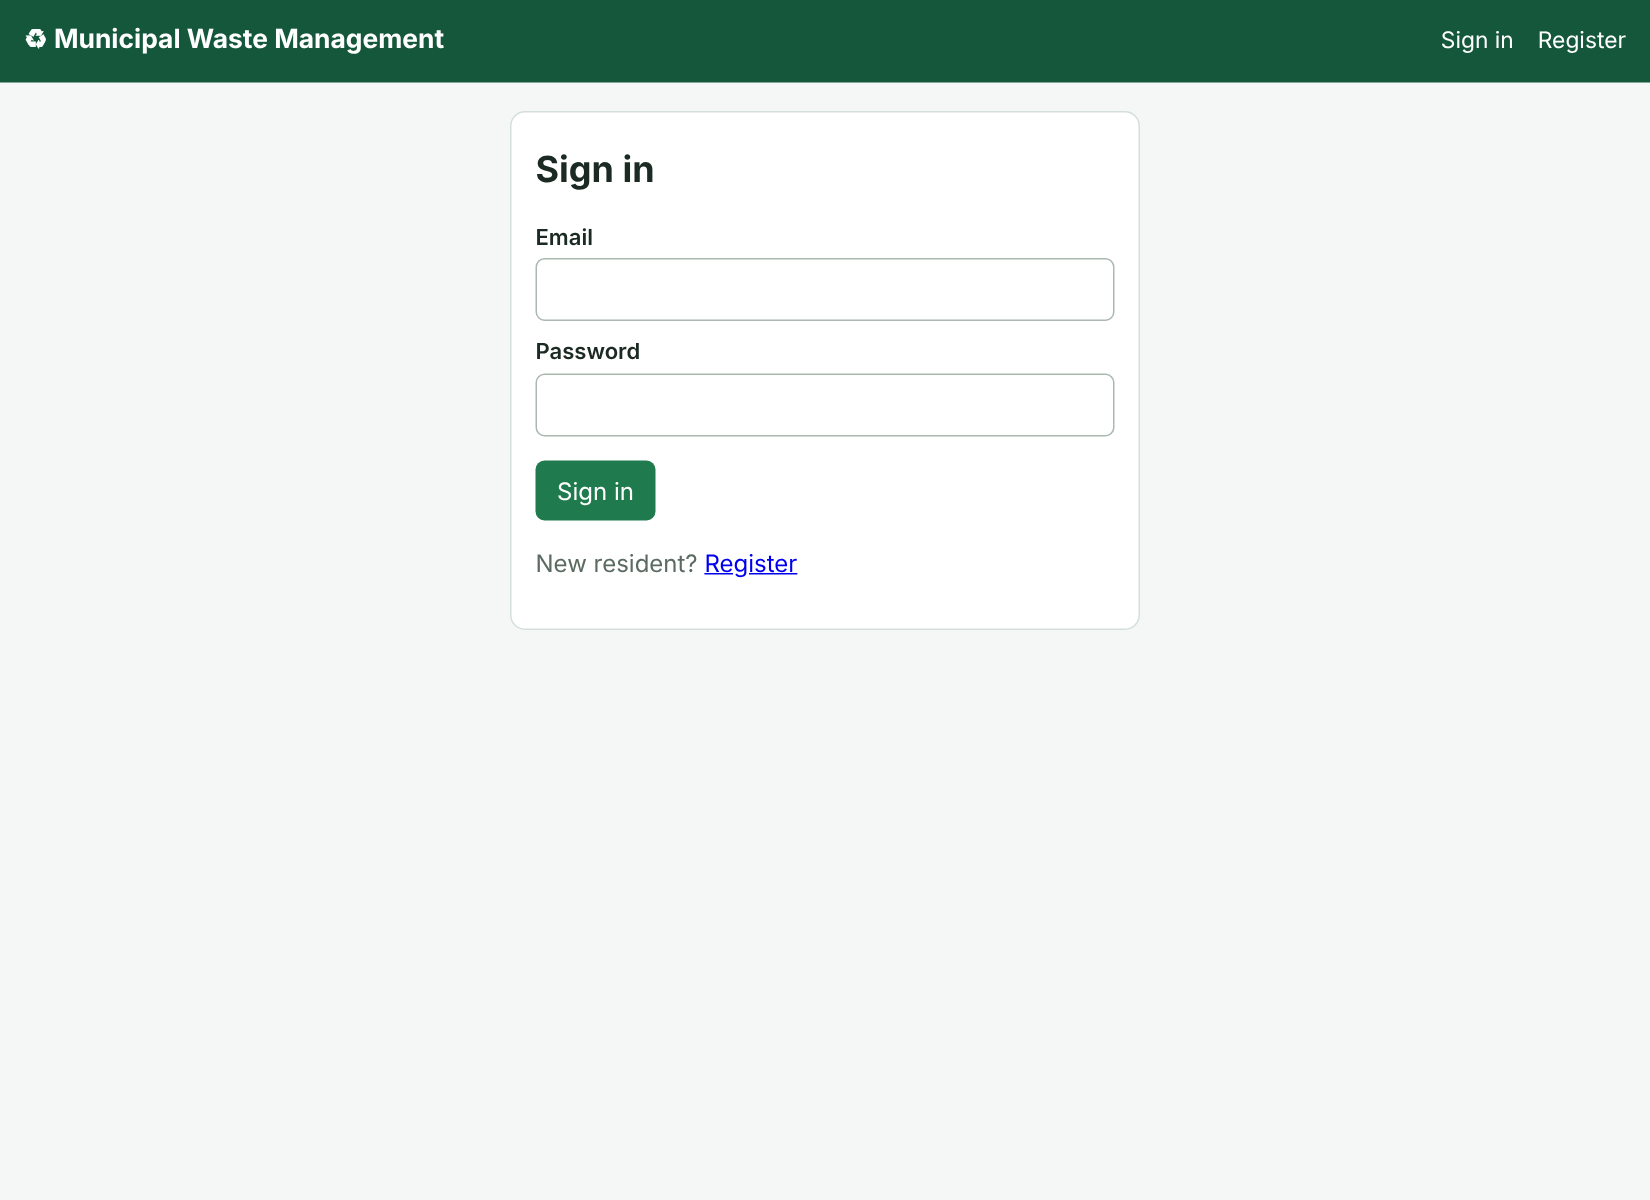 ♻ Municipal Waste Management
Sign in Register
Sign in
Email
Password
Sign in
New resident? Register